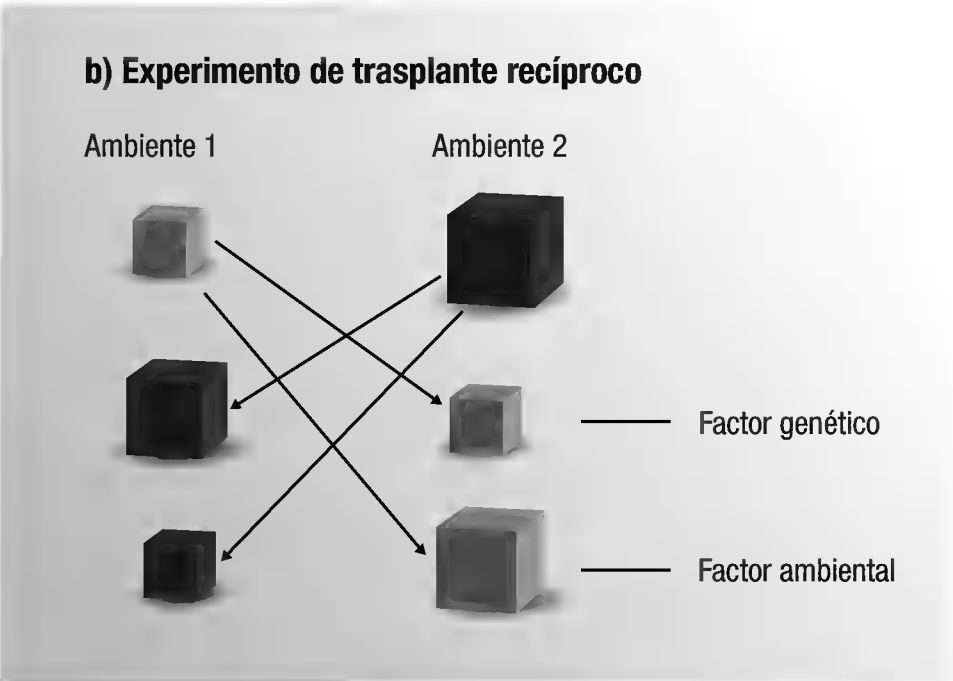 b) Experimento de trasplante recíproco
Ambiente 1
Ambiente 2
Factor genético
Factor ambiental